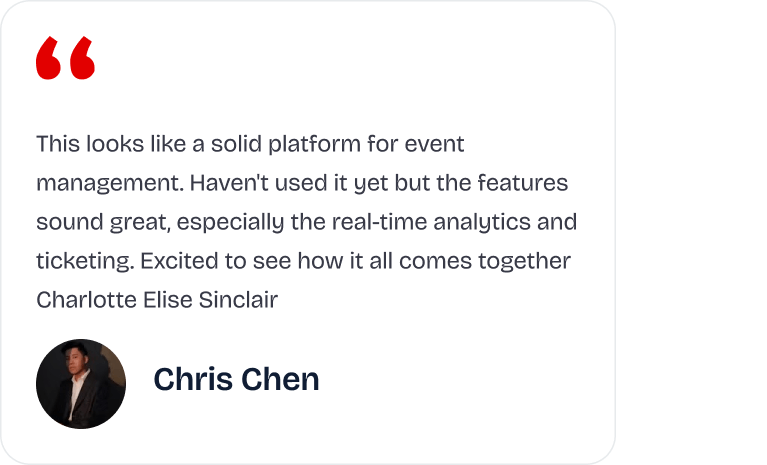 “
This looks like a solid platform for event
management. Haven't used it yet but the features
sound great, especially the real-time analytics and
ticketing. Excited to see how it all comes together
Charlotte Elise Sinclair
Chris Chen